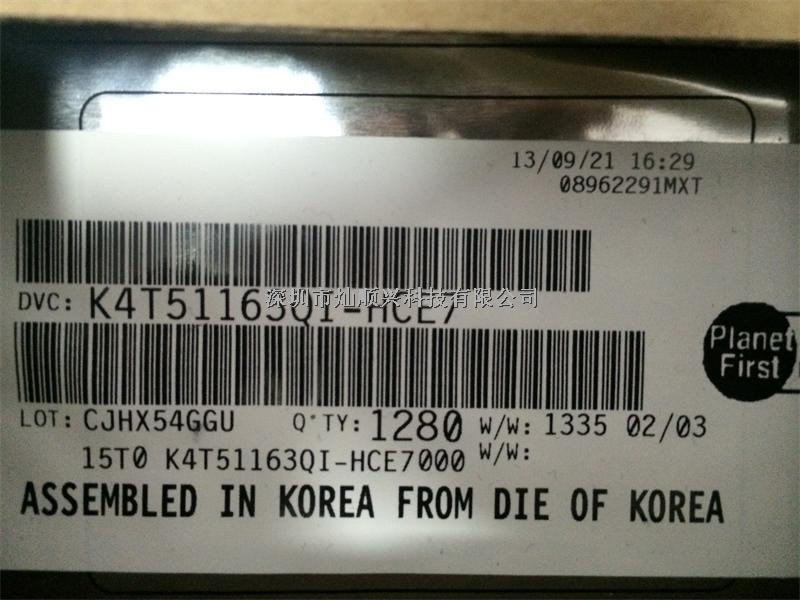 13/09/21 16:29
08962291MXT
深圳市灿顺兴科技有限公司
DVC: K4T51163QI-HCE7
Planet
First
LOT: CJHX54GGU Q'TY: 1280 W/W: 1335 02/03
15T0 K4T51163QI-HCE7000 W/W:
ASSEMBLED IN KOREA FROM DIE OF KOREA